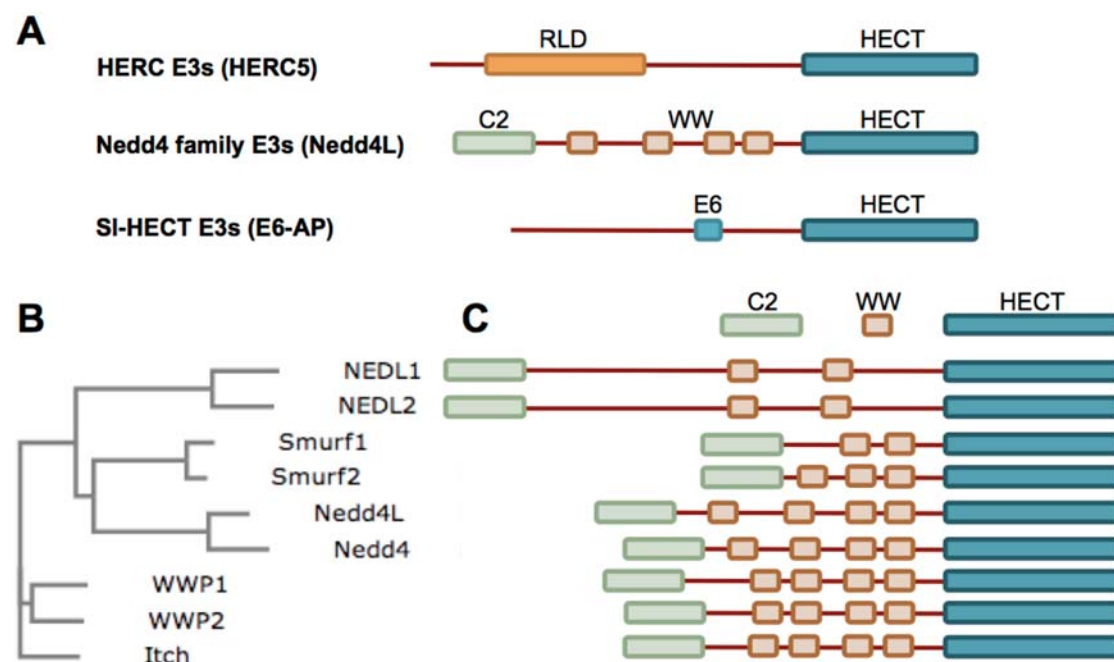 A
RLD HECT
HERC E3s (HERC5)
C2 WW HECT
Nedd4 family E3s (Nedd4L)
E6 HECT
SI-HECT E3s (E6-AP)
B
C
C2 WW HECT
NEDL1
NEDL2
Smurf1
Smurf2
Nedd4L
Nedd4
WWP1
WWP2
Itch